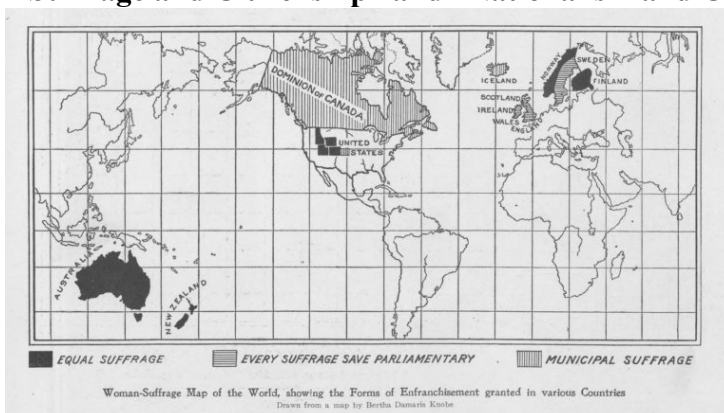 DOMINION OF CANADA
UNITED
STATES
ICELAND
NORWAY
SWEDEN
FINLAND
SCOTLAND
IRELAND
WALES
ENGLAND
AUSTRALIA
NEW ZEALAND
EQUAL SUFFRAGE
EVERY SUFFRAGE SAVE PARLIAMENTARY
MUNICIPAL SUFFRAGE
Woman-Suffrage Map of the World, showing the Forms of Enfranchisement granted in various Countries
Drawn from a map by Bertha Damaris Knobe